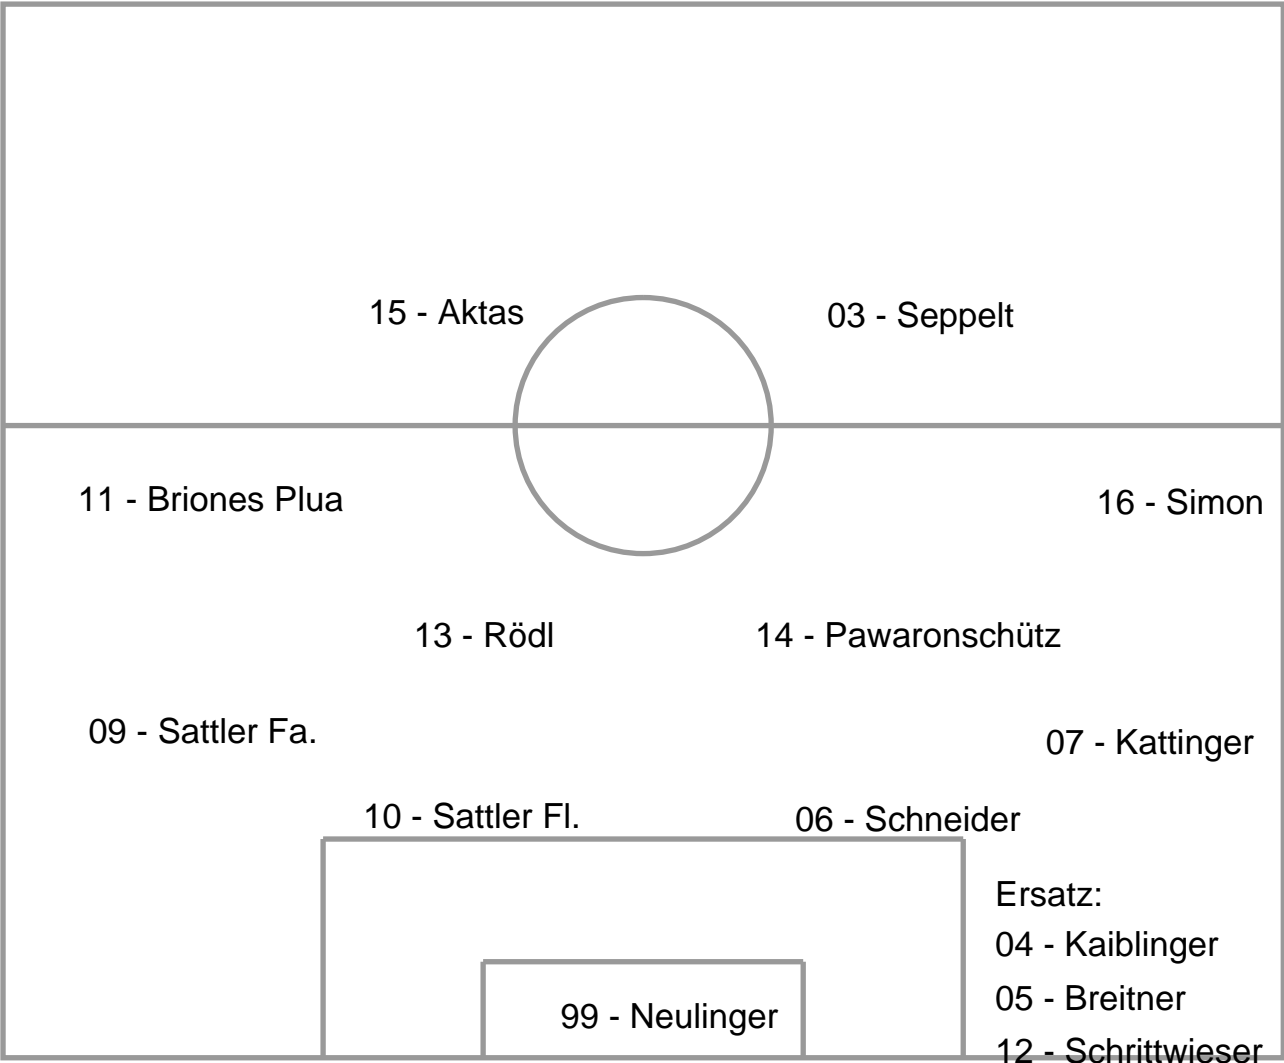 15 - Aktas
03 - Seppelt
11 - Briones Plua
16 - Simon
13 - Rödl
14 - Pawaronschütz
09 - Sattler Fa.
07 - Kattinger
10 - Sattler Fl.
06 - Schneider
Ersatz:
04 - Kaiblinger
05 - Breitner
99 - Neulinger
12 - Schrittwieser